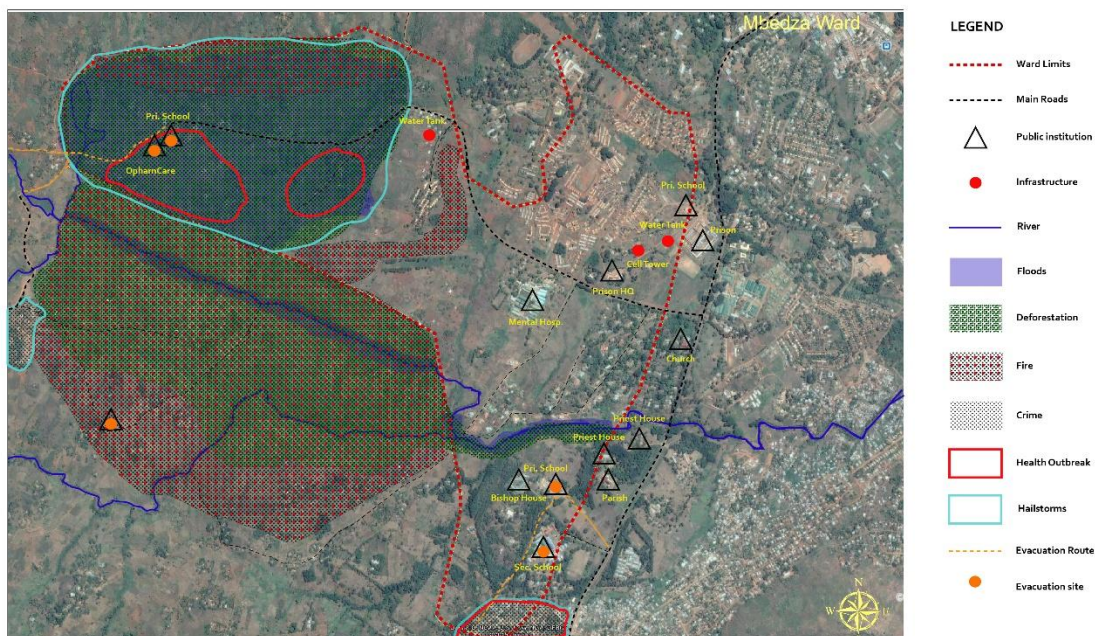 Mbedza Ward
Pri. School
OpharnCare
Water Tank
Pri. School
Water Tank
Prison
Cell Tower
Prison HQ
Mental Hosp.
Church
Priest House
Priest House
Pri. School
Bishop House
Parish
Sec. School
N
W
S
LEGEND
Ward Limits
Main Roads
Public institution
Infrastructure
River
Floods
Deforestation
Fire
Crime
Health Outbreak
Hailstorms
Evacuation Route
Evacuation site